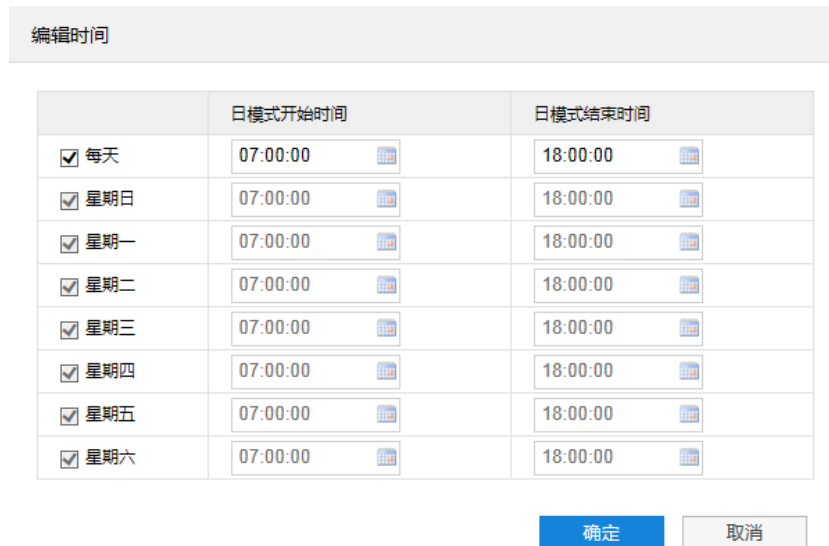 编辑时间
日模式开始时间 日模式结束时间
每天 07:00:00 18:00:00
星期日 07:00:00 18:00:00
星期一 07:00:00 18:00:00
星期二 07:00:00 18:00:00
星期三 07:00:00 18:00:00
星期四 07:00:00 18:00:00
星期五 07:00:00 18:00:00
星期六 07:00:00 18:00:00
确定 取消